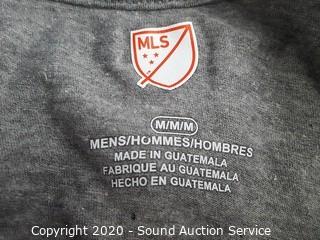 MLS
M/M/M
MENS/HOMMES/HOMBRES
MADE IN GUATEMALA
FABRIQUE AU GUATEMALA
HECHO EN GUATEMALA
Copyright 2020 - Sound Auction Service